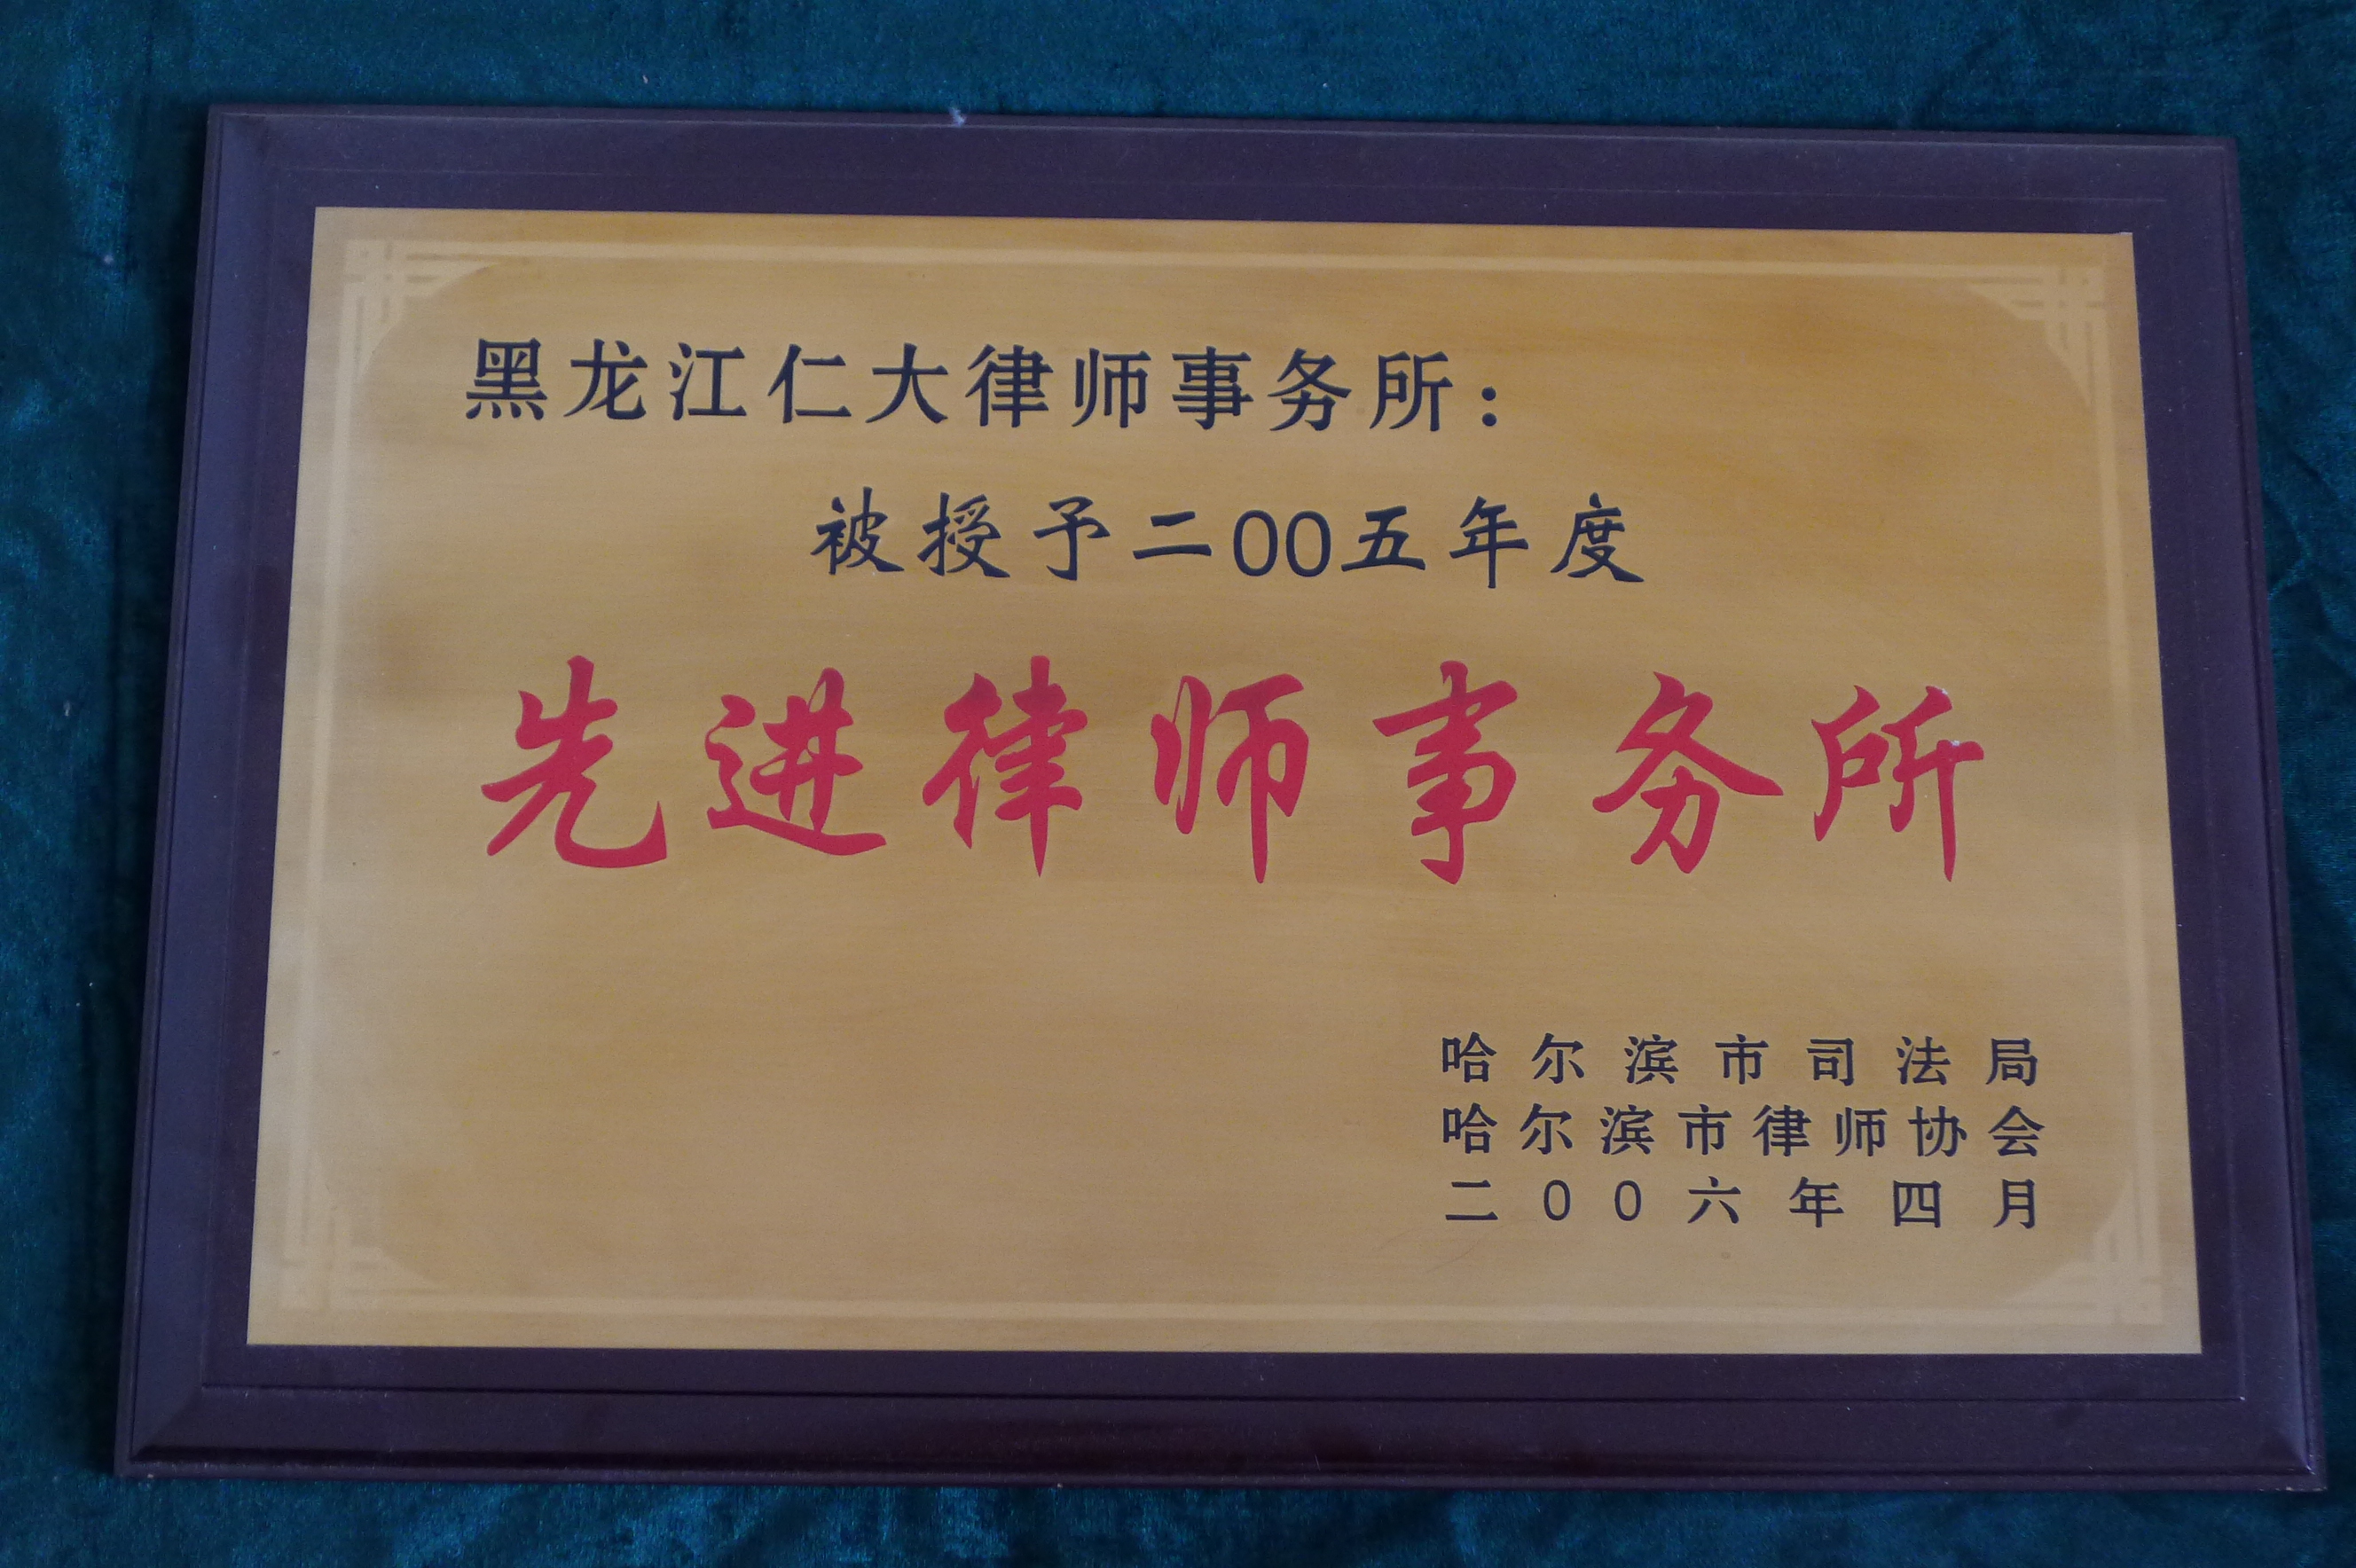 黑龙江仁大律师事务所：
被授予二00五年度
先进律师事务所
哈尔滨市司法局
哈尔滨市律师协会
二00六年四月